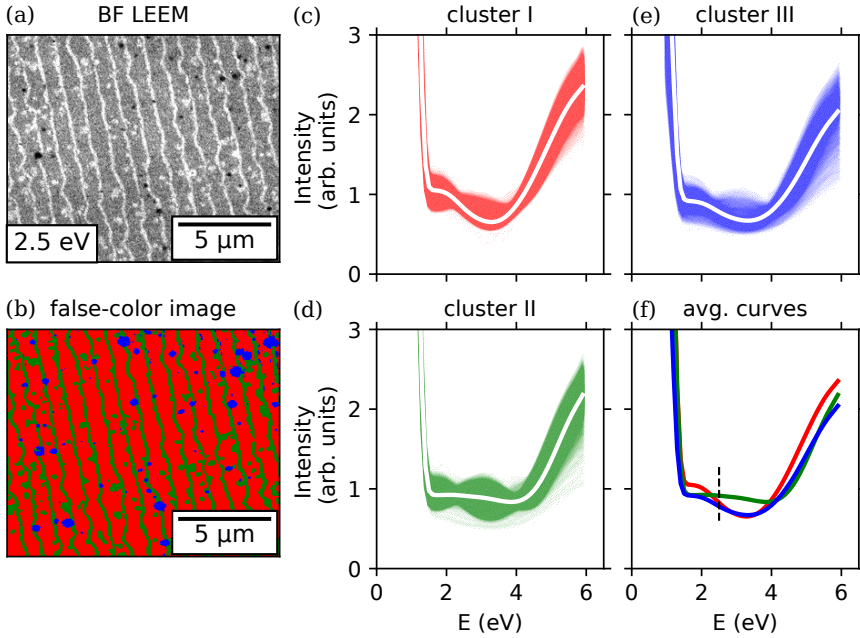 (a) BF LEEM
2.5 eV
5 μm
(b) false-color image
5 μm
(c) cluster I
Intensity
(arb. units)
3
2
1
0
(d) cluster II
Intensity
(arb. units)
3
2
1
0
0 2 4 6
E (eV)
(e) cluster III
(f) avg. curves
0 2 4 6
E (eV)